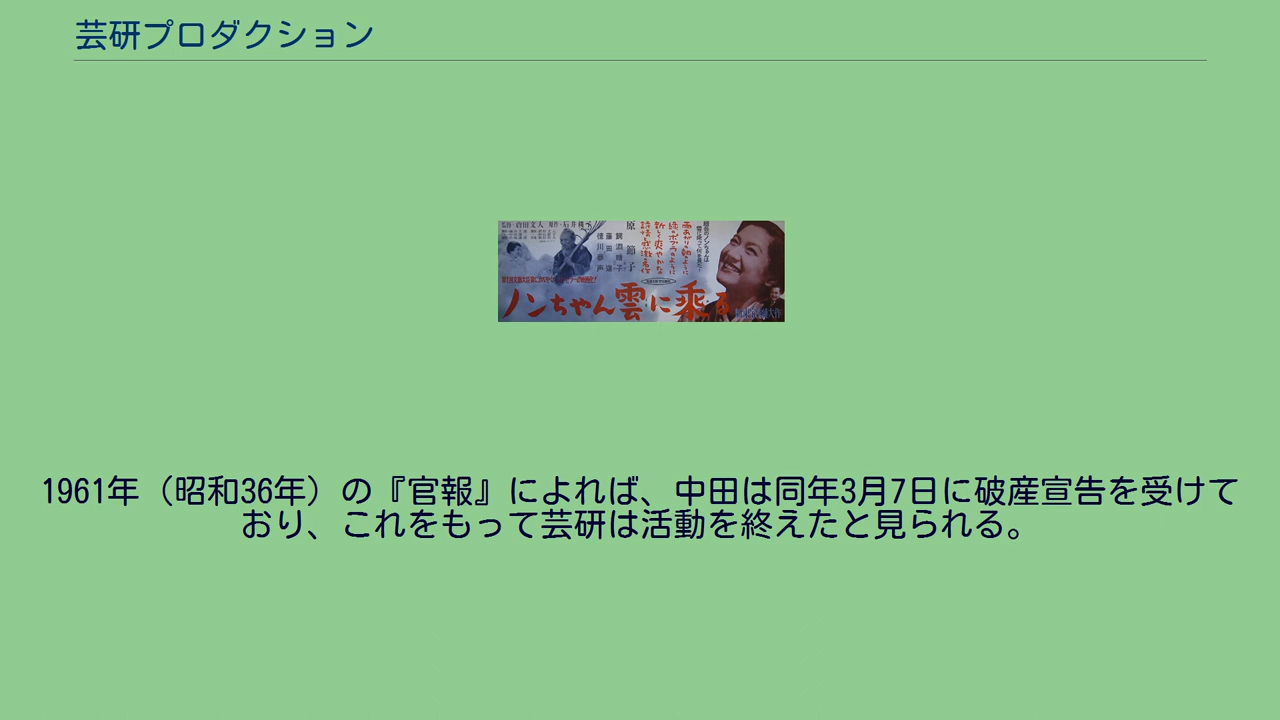 芸研プロダクション
原節子
ノンちゃん雲に乗る
1961年（昭和36年）の『官報』によれば、中田は同年3月7日に破産宣告を受けて
おり、これをもって芸研は活動を終えたと見られる。